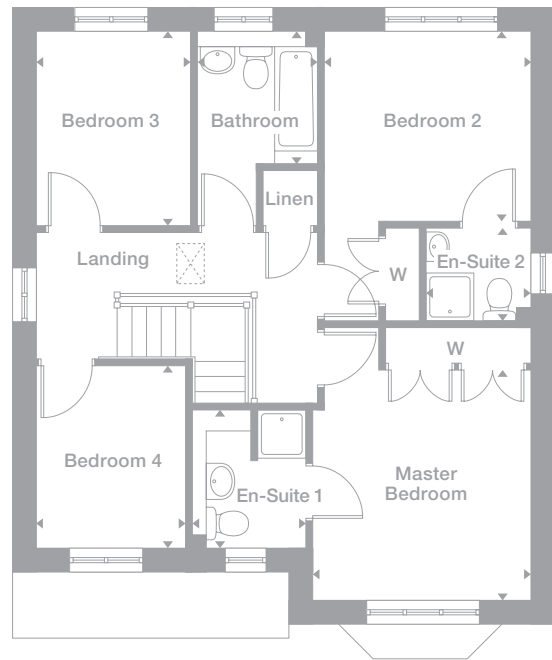 Bedroom 3
Bathroom
Bedroom 2
Linen
Landing
W
En-Suite 2
W
Bedroom 4
En-Suite 1
Master
Bedroom